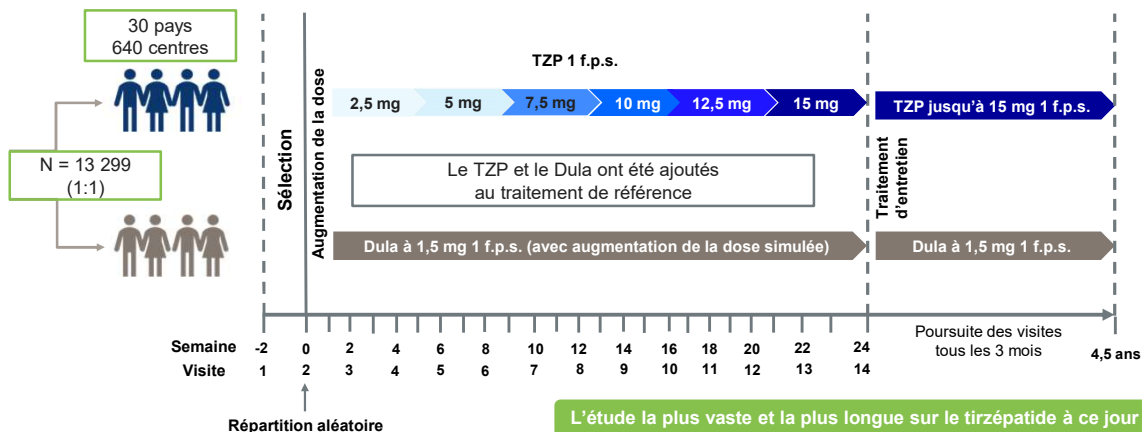 30 pays
640 centres
N = 13 299
(1:1)
Sélection
Augmentation de la dose
TZP 1 f.p.s.
2,5 mg 5 mg 7,5 mg 10 mg 12,5 mg 15 mg
TZP jusqu'à 15 mg 1 f.p.s.
Le TZP et le Dula ont été ajoutés
au traitement de référence
Traitement
d'entretien
Dula à 1,5 mg 1 f.p.s. (avec augmentation de la dose simulée)
Dula à 1,5 mg 1 f.p.s.
Semaine -2 0 2 4 6 8 10 12 14 16 18 20 22 24
Visite 1 2 3 4 5 6 7 8 9 10 11 12 13 14
Poursuite des visites
tous les 3 mois
4,5 ans
Répartition aléatoire
L'étude la plus vaste et la plus longue sur le tirzépatide à ce jour